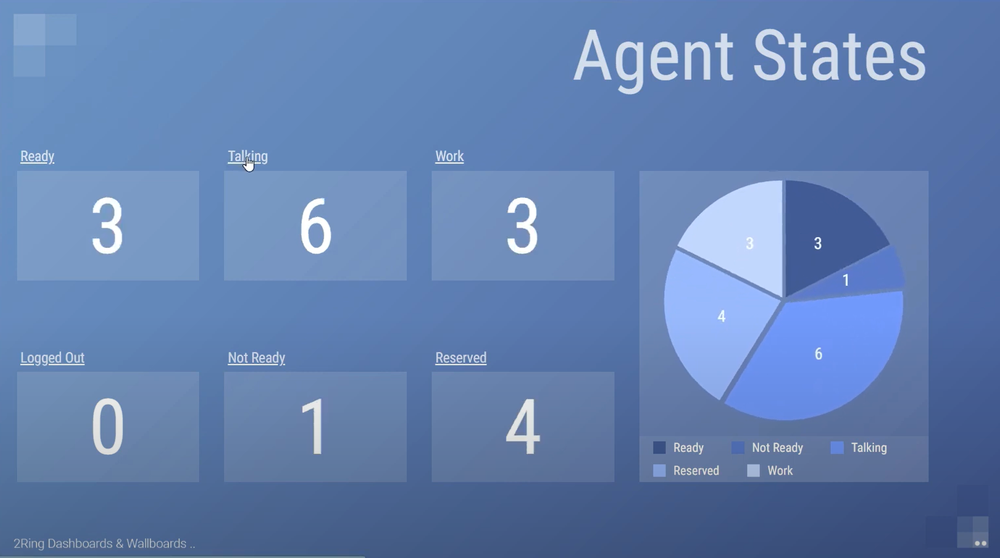 Agent States
Ready
Talking
Work
3
6
3
Logged Out
Not Ready
Reserved
0
1
4
3
3
1
4
6
Ready
Not Ready
Talking
Reserved
Work
2Ring Dashboards & Wallboards ..